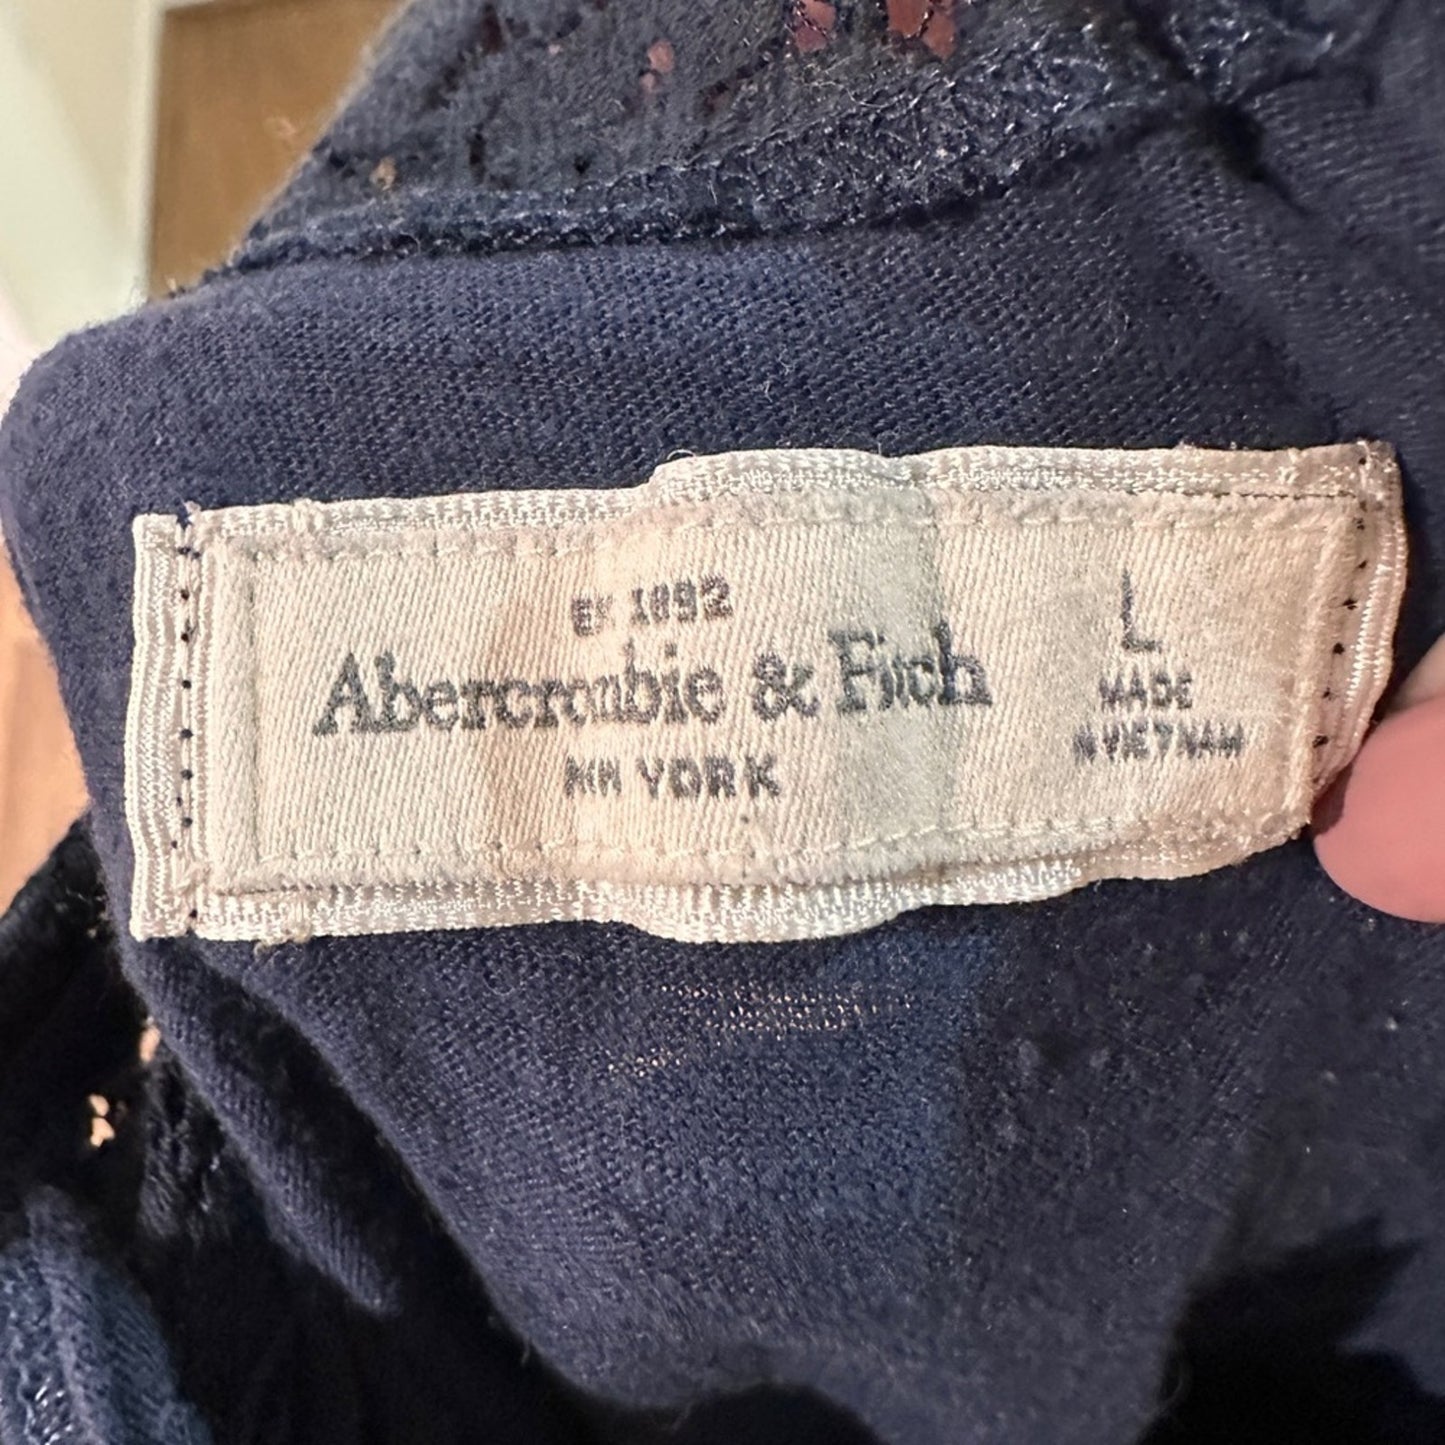 1892
Abercrombie & Fitch
YORK
L
MADE
VIETNAM